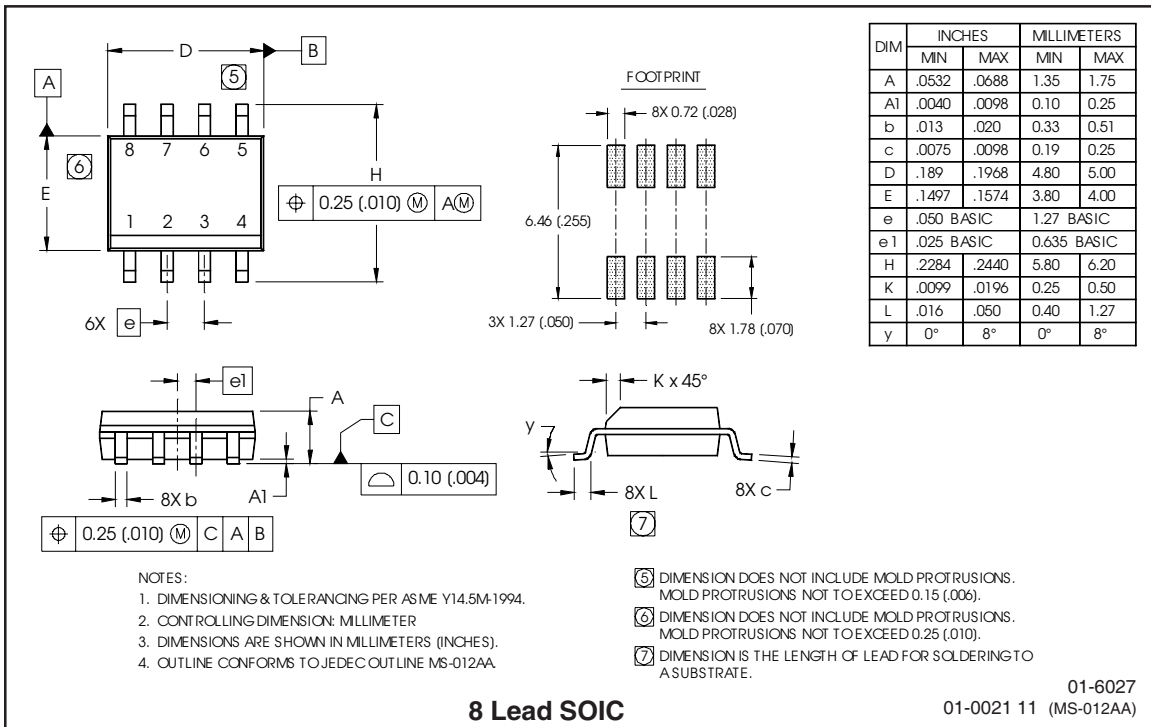 D
B
5
A
8 7 6 5
6
E
H
⌖ 0.25 (.010) Ⓜ A Ⓜ
1 2 3 4
6X e
FOOTPRINT
8X 0.72 (.028)
6.46 (.255)
3X 1.27 (.050)
8X 1.78 (.070)
DIM INCHES MILLIMETERS
MIN MAX MIN MAX
A .0532 .0688 1.35 1.75
A1 .0040 .0098 0.10 0.25
b .013 .020 0.33 0.51
c .0075 .0098 0.19 0.25
D .189 .1968 4.80 5.00
E .1497 .1574 3.80 4.00
e .050 BASIC 1.27 BASIC
e1 .025 BASIC 0.635 BASIC
H .2284 .2440 5.80 6.20
K .0099 .0196 0.25 0.50
L .016 .050 0.40 1.27
y 0° 8° 0° 8°
e1
A
C
8X b
A1
⌓ 0.10 (.004)
⌖ 0.25 (.010) Ⓜ C A B
K x 45°
y
8X L
8X c
7
NOTES:
1. DIMENSIONING & TOLERANCING PER ASME Y14.5M-1994.
2. CONTROLLING DIMENSION: MILLIMETER
3. DIMENSIONS ARE SHOWN IN MILLIMETERS (INCHES).
4. OUTLINE CONFORMS TO JEDEC OUTLINE MS-012AA.
5 DIMENSION DOES NOT INCLUDE MOLD PROTRUSIONS.
MOLD PROTRUSIONS NOT TO EXCEED 0.15 (.006).
6 DIMENSION DOES NOT INCLUDE MOLD PROTRUSIONS.
MOLD PROTRUSIONS NOT TO EXCEED 0.25 (.010).
7 DIMENSION IS THE LENGTH OF LEAD FOR SOLDERING TO
A SUBSTRATE.
8 Lead SOIC
01-6027
01-0021 11 (MS-012AA)